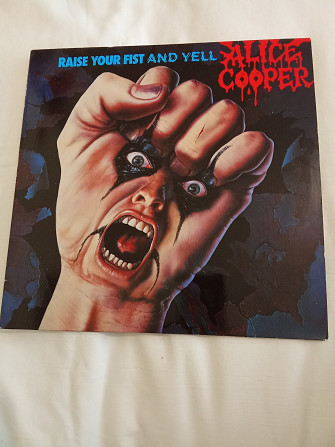 RAISE YOUR FIST AND YELL
ALICE
COOPER